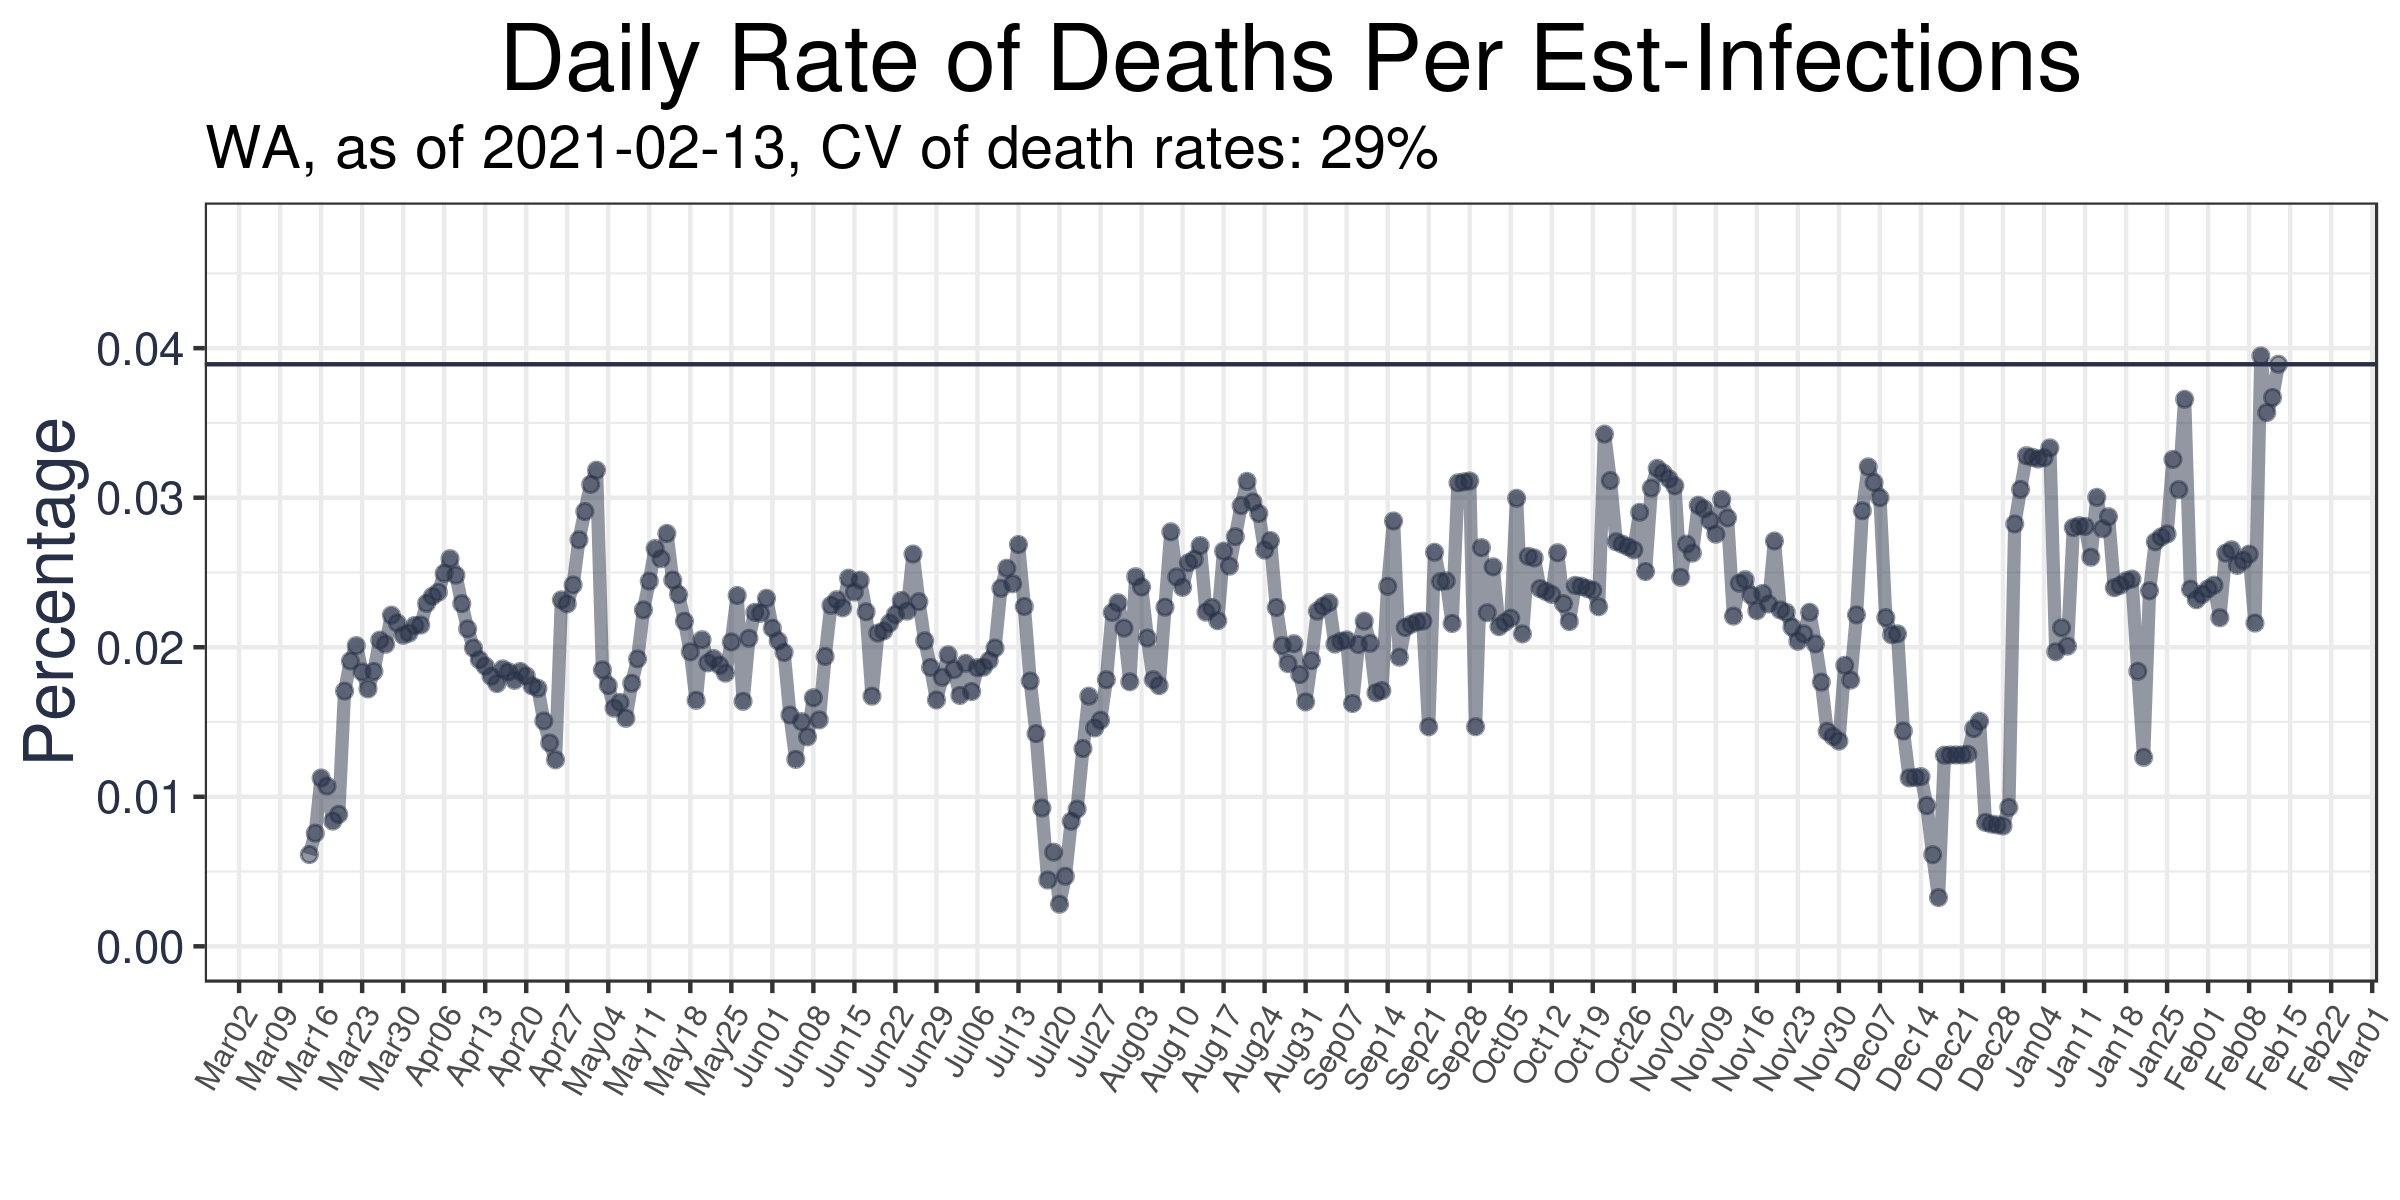 Daily Rate of Deaths Per Est-Infections
WA, as of 2021-02-13, CV of death rates: 29%
Percentage
0.04
0.03
0.02
0.01
0.00
Mar02
Mar09
Mar16
Mar23
Mar30
Apr06
Apr13
Apr20
Apr27
May04
May11
May18
May25
Jun01
Jun08
Jun15
Jun22
Jun29
Jul06
Jul13
Jul20
Jul27
Aug03
Aug10
Aug17
Aug24
Aug31
Sep07
Sep14
Sep21
Sep28
Oct05
Oct12
Oct19
Oct26
Nov02
Nov09
Nov16
Nov23
Nov30
Dec07
Dec14
Dec21
Dec28
Jan04
Jan11
Jan18
Jan25
Feb01
Feb08
Feb15
Feb22
Mar01